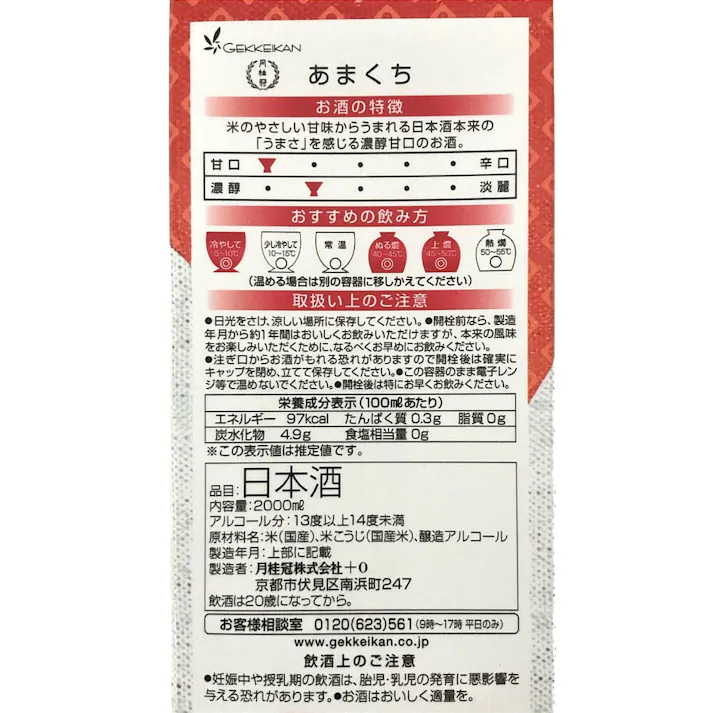 GEKKEIKAN
月桂冠 あまくち
お酒の特徴
米のやさしい甘味からうまれる日本酒本来の
「うまさ」を感じる濃醇甘口のお酒。
甘口 辛口
濃醇 淡麗
おすすめの飲み方
冷やして 少し冷やして 常温 ぬる燗 上燗 熱燗
5〜10℃ 10〜15℃ 40〜45℃ 45〜50℃ 50〜55℃
(温める場合は別の容器に移しかえてください)
取扱い上のご注意
●日光をさけ、涼しい場所に保存してください。●開栓前なら、製造
年月から約1年間はおいしくお飲みいただけますが、本来の風味
をお楽しみいただくために、なるべくお早めにお飲みください。
●注ぎ口からお酒がもれる恐れがありますので開栓後は確実に
キャップを閉め、立てて保存してください。●この容器のまま電子レン
ジ等で温めないでください。●開栓後は特にお早くお飲みください。
栄養成分表示(100mlあたり)
エネルギー 97kcal たんぱく質 0.3g 脂質 0g
炭水化物 4.9g 食塩相当量 0g
※この表示値は推定値です。
品目:日本酒
内容量:2000ml
アルコール分:13度以上14度未満
原材料名:米(国産)、米こうじ(国産米)、醸造アルコール
製造年月:上部に記載
製造者:月桂冠株式会社+O
京都市伏見区南浜町247
飲酒は20歳になってから。
お客様相談室 0120(623)561(9時〜17時 平日のみ)
www.gekkeikan.co.jp
飲酒上のご注意
●妊娠中や授乳期の飲酒は、胎児・乳児の発育に悪影響を
与える恐れがあります。●お酒はおいしく適量を。